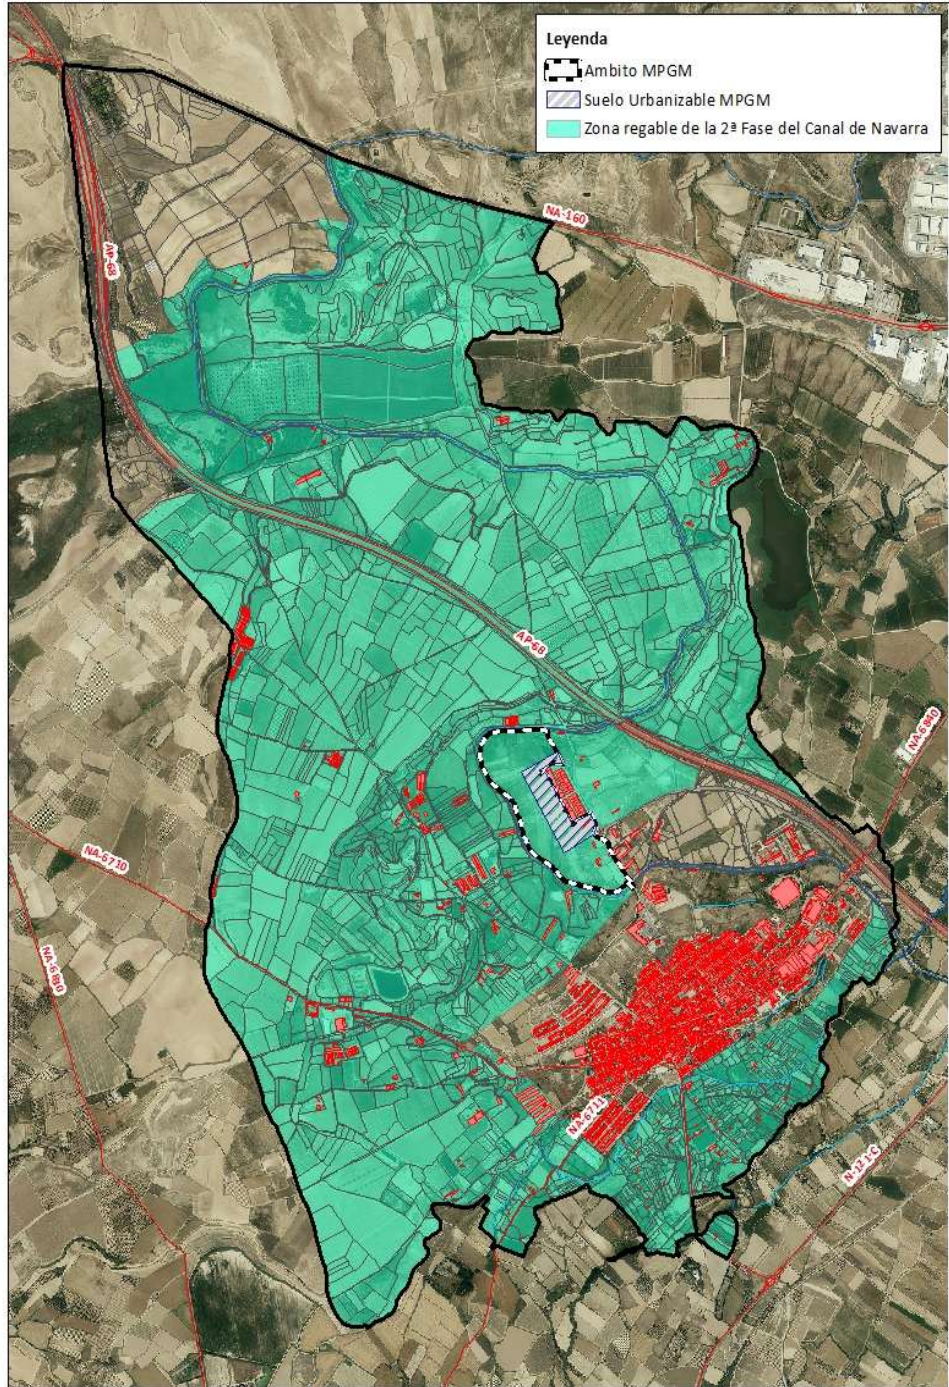 Leyenda
Ambito MPGM
Suelo Urbanizable MPGM
Zona regable de la 2ª Fase del Canal de Navarra
NA-160
AP-68
AP-68
NA-6840
NA-6710
NA-6980
NA-6711
N-121-C